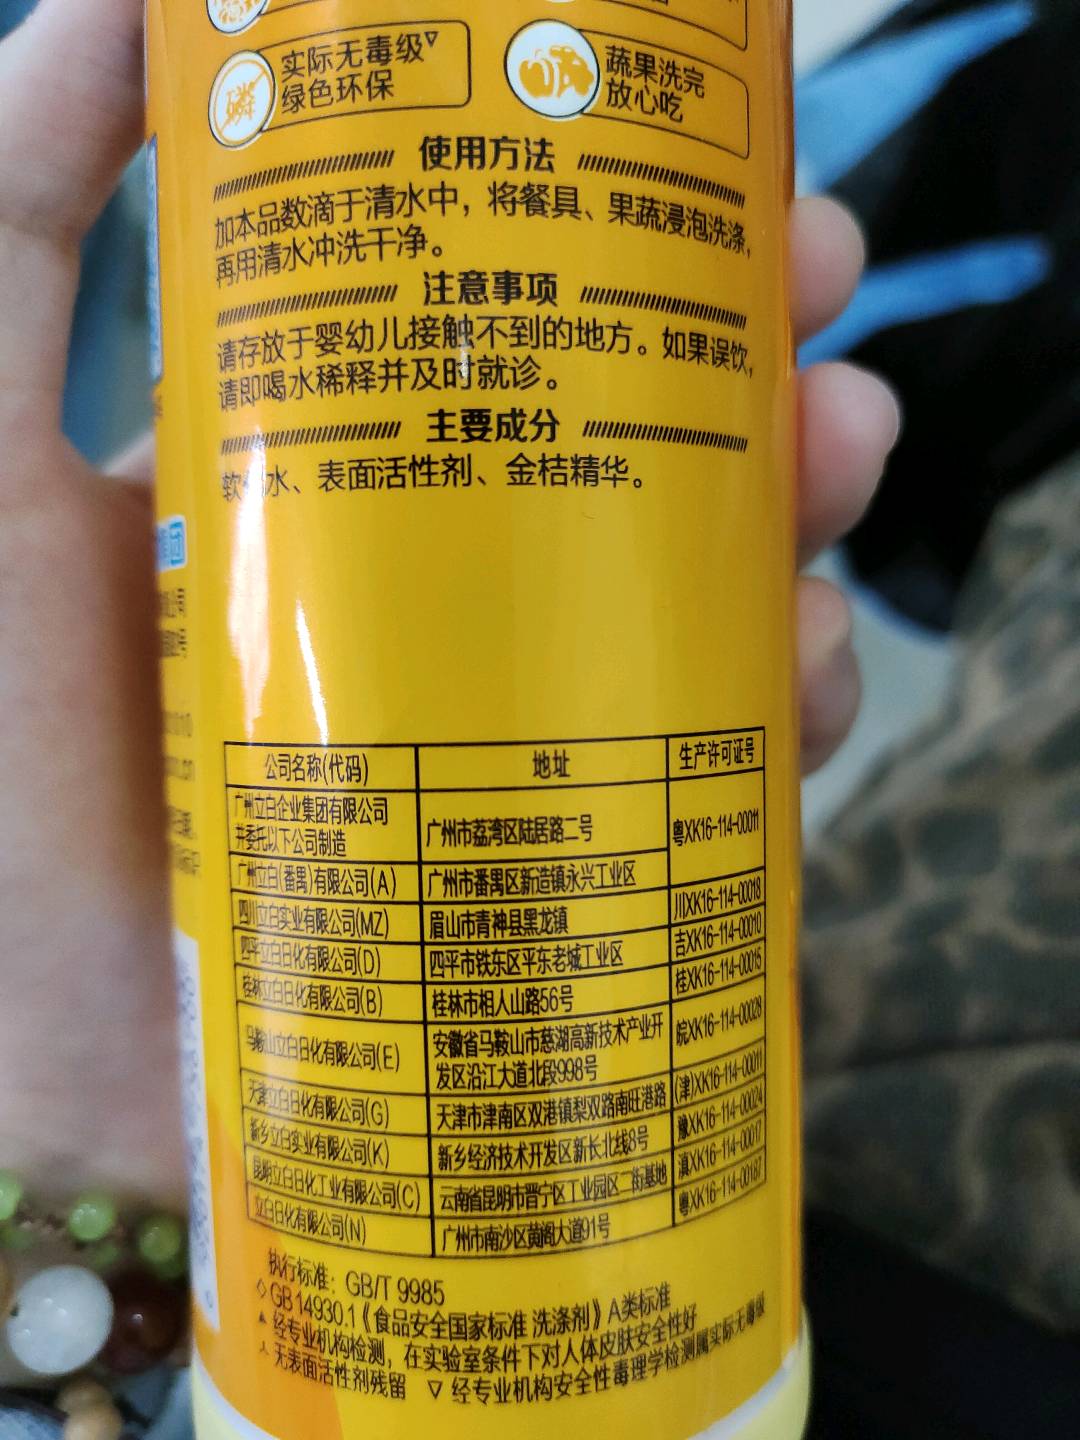 实际无毒级▽
绿色环保
磷
蔬果洗完
放心吃
使用方法
加本品数滴于清水中，将餐具、果蔬浸泡洗涤，
再用清水冲洗干净。
注意事项
请存放于婴幼儿接触不到的地方。如果误饮，
请即喝水稀释并及时就诊。
主要成分
软 水、表面活性剂、金桔精华。
公司名称(代码) 地址 生产许可证号
广州立白企业集团有限公司
并委托以下公司制造 广州市荔湾区陆居路二号 粤XK16-114-00011
广州立白(番禺)有限公司(A) 广州市番禺区新造镇永兴工业区
四川立白实业有限公司(MZ) 眉山市青神县黑龙镇 川XK16-114-00018
四平立白日化有限公司(D) 四平市铁东区平东老城工业区 吉XK16-114-00010
桂林立白日化有限公司(B) 桂林市相人山路56号 桂XK16-114-00015
马鞍山立白日化有限公司(E) 安徽省马鞍山市慈湖高新技术产业开
发区沿江大道北段998号 皖XK16-114-00028
天津立白日化有限公司(G) 天津市津南区双港镇梨双路南旺港路 (津)XK16-114-00011
新乡立白实业有限公司(K) 新乡经济技术开发区新长北线8号 豫XK16-114-00024
昆明立白日化工业有限公司(C) 云南省昆明市晋宁区工业园区二街基地 滇XK16-114-00017
立白日化有限公司(N) 广州市南沙区黄阁大道91号 粤XK16-114-00187
执行标准：GB/T 9985
◇GB 14930.1《食品安全国家标准 洗涤剂》A类标准
▲经专业机构检测，在实验室条件下对人体皮肤安全性好
人 无表面活性剂残留 ▽ 经专业机构安全性毒理学检测属实际无毒级